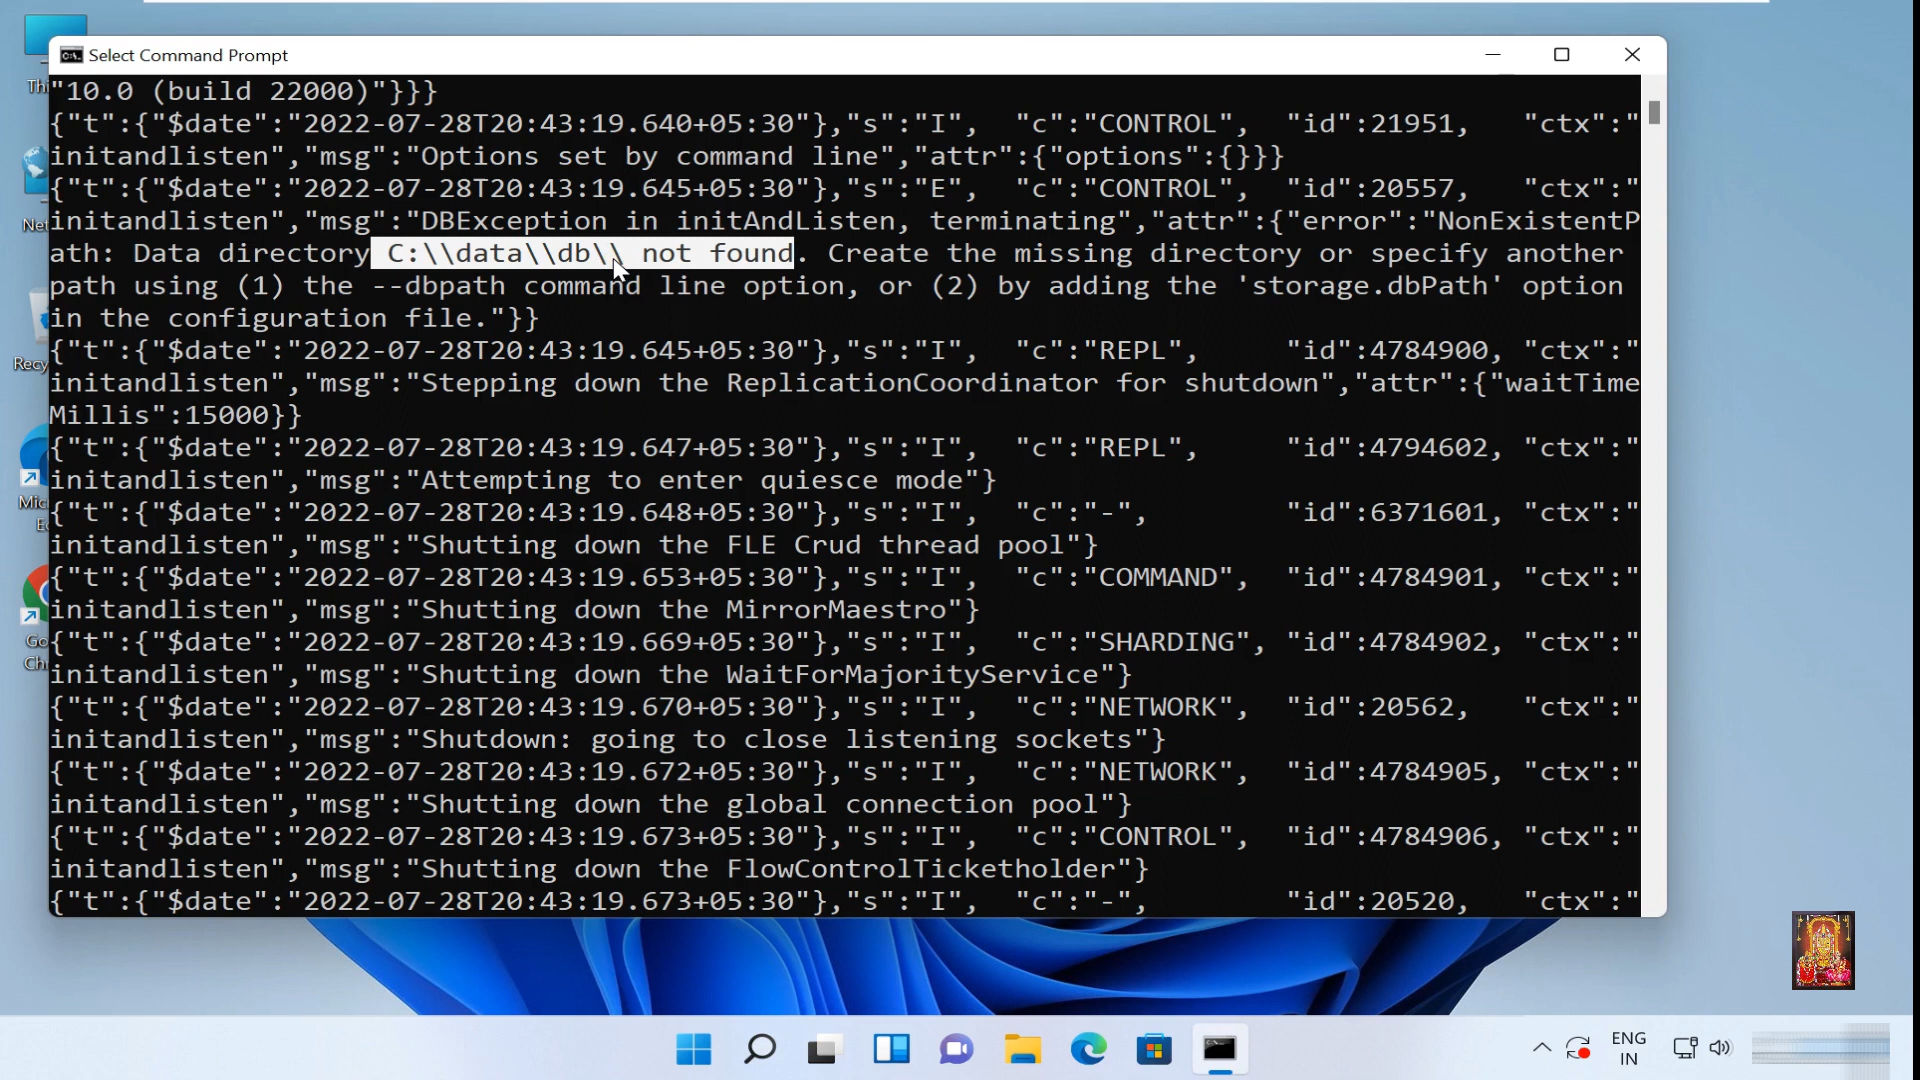 Select Command Prompt
"10.0 (build 22000)"}}}
{"t":{"$date":"2022-07-28T20:43:19.640+05:30"},"s":"I",  "c":"CONTROL",  "id":21951,   "ctx":"
initandlisten","msg":"Options set by command line","attr":{"options":{}}}
{"t":{"$date":"2022-07-28T20:43:19.645+05:30"},"s":"E",  "c":"CONTROL",  "id":20557,   "ctx":"
initandlisten","msg":"DBException in initAndListen, terminating","attr":{"error":"NonExistentP
ath: Data directory C:\\data\\db\\ not found. Create the missing directory or specify another
path using (1) the --dbpath command line option, or (2) by adding the 'storage.dbPath' option
in the configuration file."}}
{"t":{"$date":"2022-07-28T20:43:19.645+05:30"},"s":"I",  "c":"REPL",     "id":4784900, "ctx":"
initandlisten","msg":"Stepping down the ReplicationCoordinator for shutdown","attr":{"waitTime
Millis":15000}}
{"t":{"$date":"2022-07-28T20:43:19.647+05:30"},"s":"I",  "c":"REPL",     "id":4794602, "ctx":"
initandlisten","msg":"Attempting to enter quiesce mode"}
{"t":{"$date":"2022-07-28T20:43:19.648+05:30"},"s":"I",  "c":"-",        "id":6371601, "ctx":"
initandlisten","msg":"Shutting down the FLE Crud thread pool"}
{"t":{"$date":"2022-07-28T20:43:19.653+05:30"},"s":"I",  "c":"COMMAND",  "id":4784901, "ctx":"
initandlisten","msg":"Shutting down the MirrorMaestro"}
{"t":{"$date":"2022-07-28T20:43:19.669+05:30"},"s":"I",  "c":"SHARDING", "id":4784902, "ctx":"
initandlisten","msg":"Shutting down the WaitForMajorityService"}
{"t":{"$date":"2022-07-28T20:43:19.670+05:30"},"s":"I",  "c":"NETWORK",  "id":20562,   "ctx":"
initandlisten","msg":"Shutdown: going to close listening sockets"}
{"t":{"$date":"2022-07-28T20:43:19.672+05:30"},"s":"I",  "c":"NETWORK",  "id":4784905, "ctx":"
initandlisten","msg":"Shutting down the global connection pool"}
{"t":{"$date":"2022-07-28T20:43:19.673+05:30"},"s":"I",  "c":"CONTROL",  "id":4784906, "ctx":"
initandlisten","msg":"Shutting down the FlowControlTicketholder"}
{"t":{"$date":"2022-07-28T20:43:19.673+05:30"},"s":"I",  "c":"-",        "id":20520,   "ctx":"
Thi
Net
Recy
Mic
Ec
Go
Ch
ENG
IN